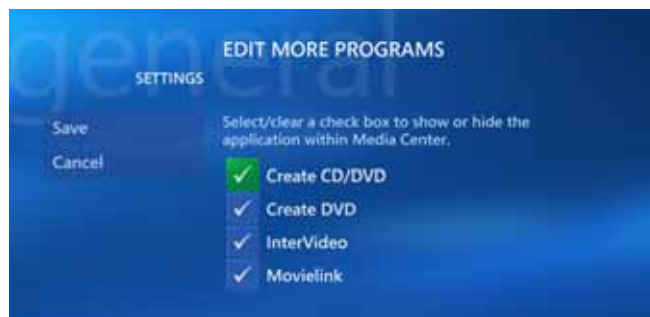 general
EDIT MORE PROGRAMS
SETTINGS
Save
Cancel
Select/clear a check box to show or hide the
application within Media Center.
Create CD/DVD
Create DVD
InterVideo
Movielink